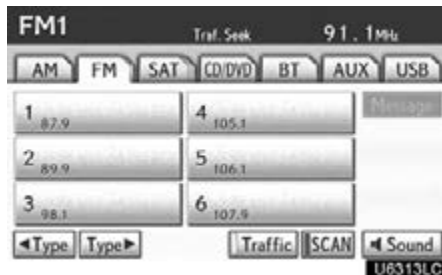 FM1 Traf. Seek 91.1MHz
AM FM SAT CD/DVD BT AUX USB
1 87.9 4 105.1 Message
2 89.9 5 106.1
3 98.1 6 107.9
◄Type Type► Traffic SCAN Sound
U6313LC